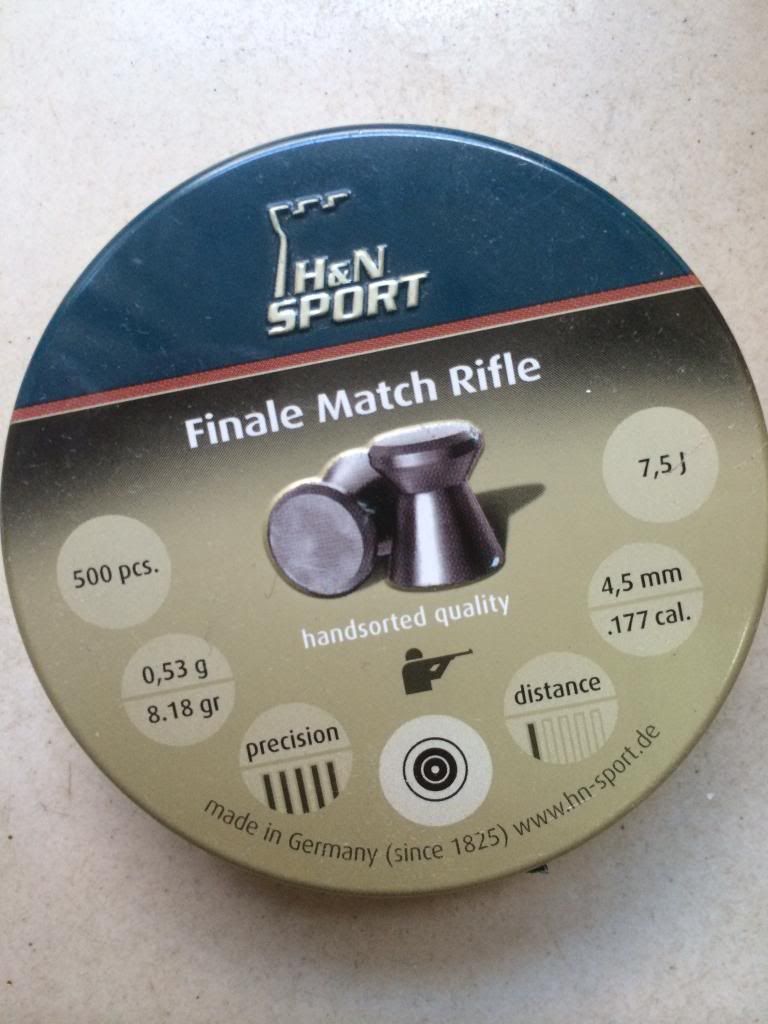 H&N
SPORT
Finale Match Rifle
7,5 J
500 pcs.
4,5 mm
.177 cal.
handsorted quality
0,53 g
8.18 gr
distance
precision
made in Germany (since 1825) www.hn-sport.de